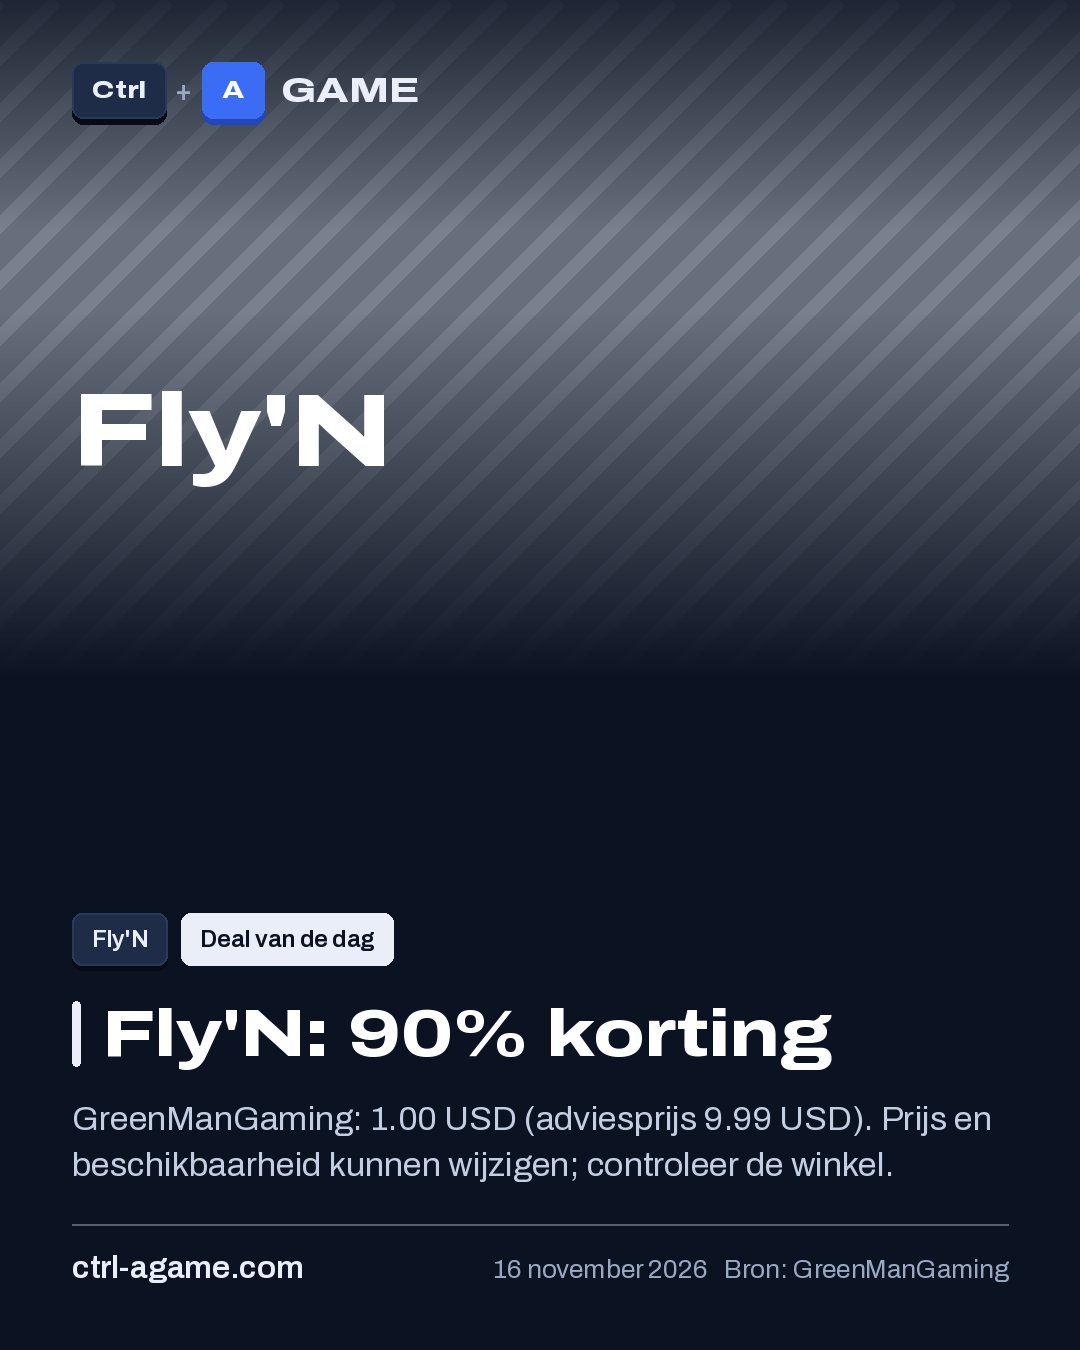 Ctrl + A GAME
Fly'N
Fly'N Deal van de dag
Fly'N: 90% korting
GreenManGaming: 1.00 USD (adviesprijs 9.99 USD). Prijs en
beschikbaarheid kunnen wijzigen; controleer de winkel.
ctrl-agame.com 16 november 2026 Bron: GreenManGaming